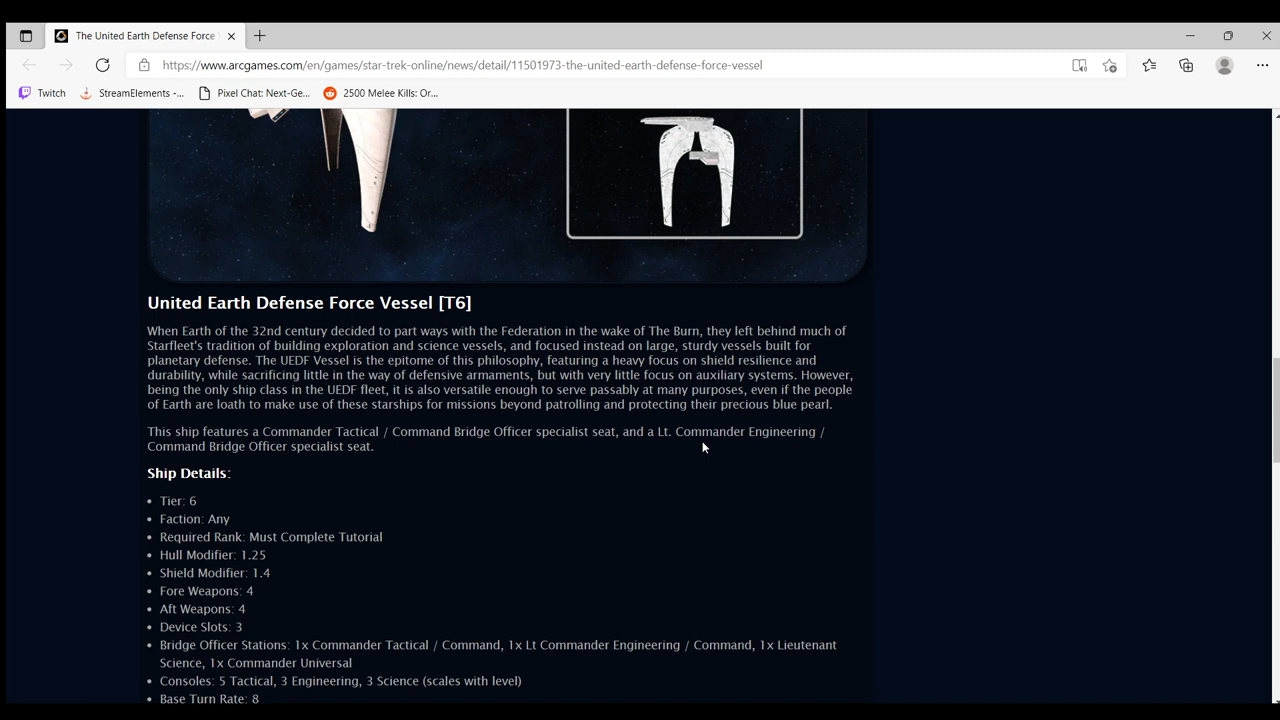 The United Earth Defense Force
https://www.arcgames.com/en/games/star-trek-online/news/detail/11501973-the-united-earth-defense-force-vessel
Twitch StreamElements -... Pixel Chat: Next-Ge... 2500 Melee Kills: Or...
United Earth Defense Force Vessel [T6]
When Earth of the 32nd century decided to part ways with the Federation in the wake of The Burn, they left behind much of
Starfleet's tradition of building exploration and science vessels, and focused instead on large, sturdy vessels built for
planetary defense. The UEDF Vessel is the epitome of this philosophy, featuring a heavy focus on shield resilience and
durability, while sacrificing little in the way of defensive armaments, but with very little focus on auxiliary systems. However,
being the only ship class in the UEDF fleet, it is also versatile enough to serve passably at many purposes, even if the people
of Earth are loath to make use of these starships for missions beyond patrolling and protecting their precious blue pearl.
This ship features a Commander Tactical / Command Bridge Officer specialist seat, and a Lt. Commander Engineering /
Command Bridge Officer specialist seat.
Ship Details:
• Tier: 6
• Faction: Any
• Required Rank: Must Complete Tutorial
• Hull Modifier: 1.25
• Shield Modifier: 1.4
• Fore Weapons: 4
• Aft Weapons: 4
• Device Slots: 3
• Bridge Officer Stations: 1x Commander Tactical / Command, 1x Lt Commander Engineering / Command, 1x Lieutenant
Science, 1x Commander Universal
• Consoles: 5 Tactical, 3 Engineering, 3 Science (scales with level)
• Base Turn Rate: 8